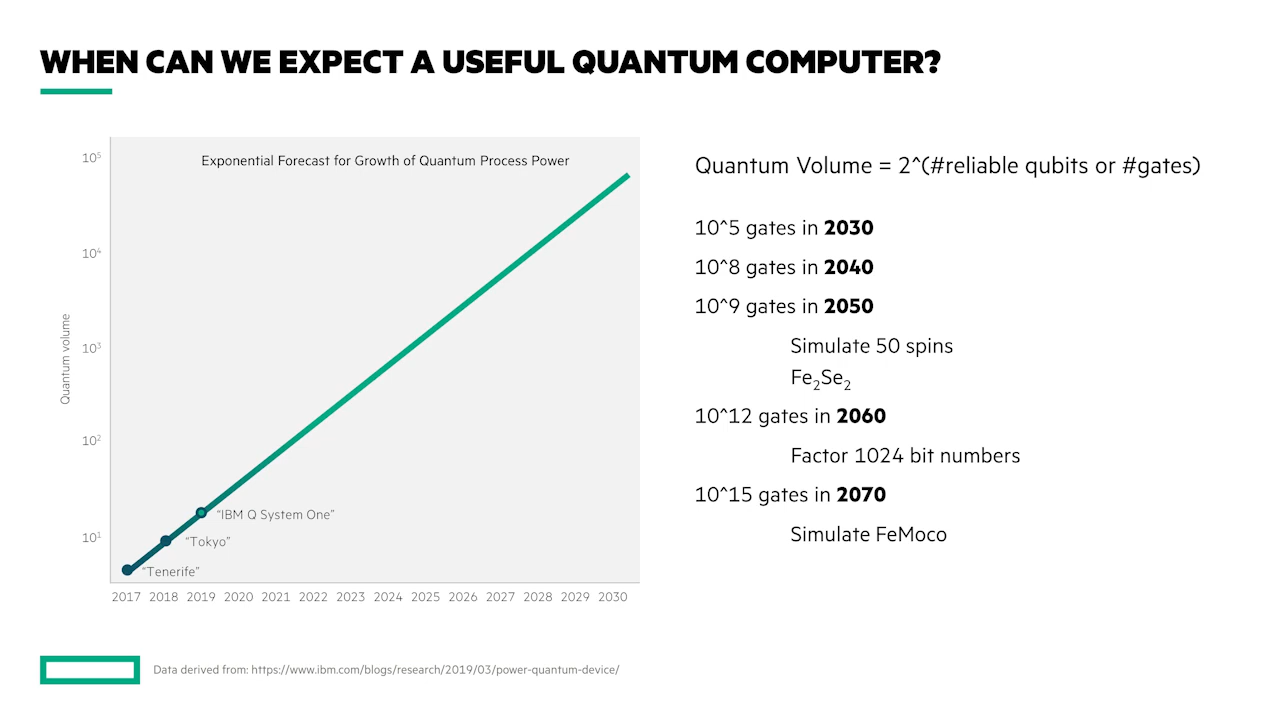 WHEN CAN WE EXPECT A USEFUL QUANTUM COMPUTER?
Exponential Forecast for Growth of Quantum Process Power
10⁵
10⁴
10³
10²
10¹
Quantum volume
"IBM Q System One"
"Tokyo"
"Tenerife"
2017 2018 2019 2020 2021 2022 2023 2024 2025 2026 2027 2028 2029 2030
Quantum Volume = 2^(#reliable qubits or #gates)
10^5 gates in 2030
10^8 gates in 2040
10^9 gates in 2050
Simulate 50 spins
Fe₂Se₂
10^12 gates in 2060
Factor 1024 bit numbers
10^15 gates in 2070
Simulate FeMoco
Data derived from: https://www.ibm.com/blogs/research/2019/03/power-quantum-device/